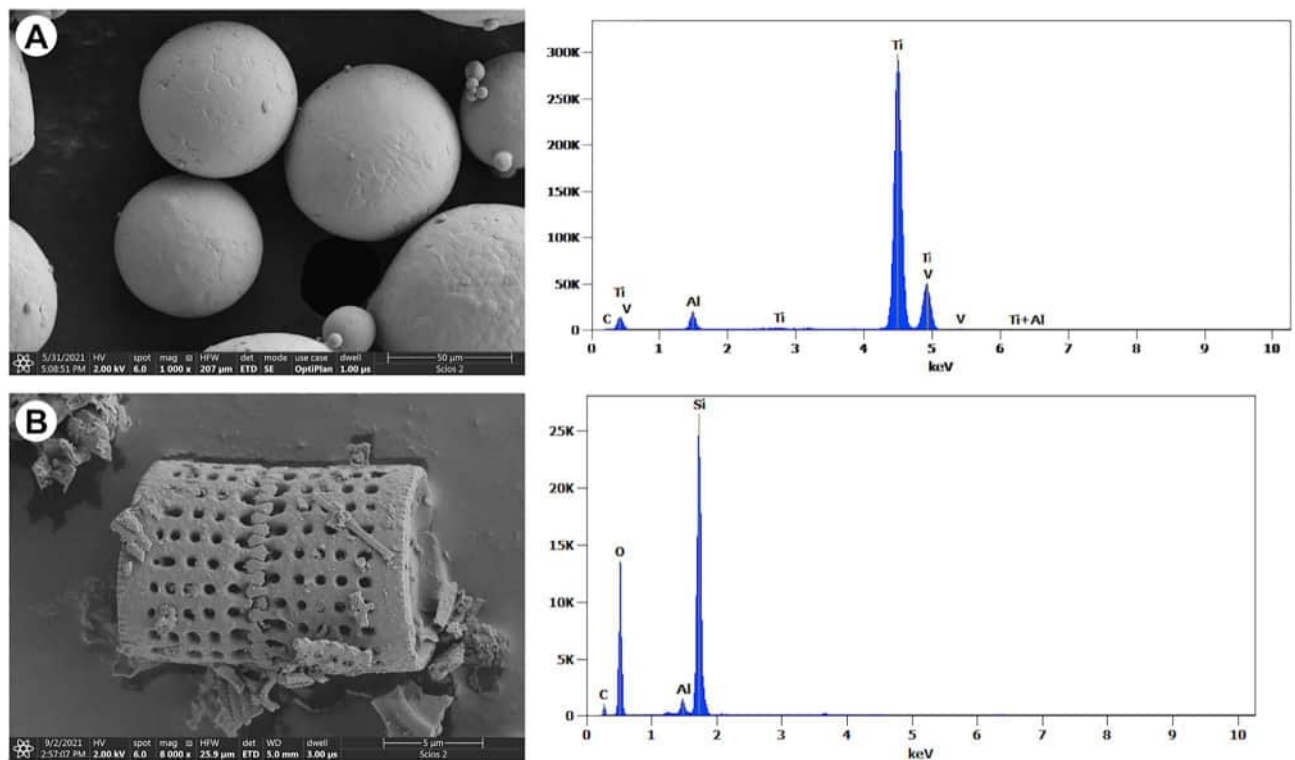 A
5/31/2021 HV spot mag HFW det mode use case dwell 50 µm
5:08:51 PM 2.00 kV 6.0 1 000 x 207 µm ETD SE OptiPlan 1.00 µs Scios 2
300K
250K
200K
150K
100K
50K
0
Ti
Ti
V
Ti
V
C
Al
Ti
V
Ti+Al
0 1 2 3 4 5 6 7 8 9 10
keV
B
9/2/2021 HV spot mag HFW det WD dwell 5 µm
2:57:07 PM 2.00 kV 6.0 8 000 x 25.9 µm ETD 5.0 mm 3.00 µs Scios 2
25K
20K
15K
10K
5K
0
Si
O
C
Al
0 1 2 3 4 5 6 7 8 9 10
keV